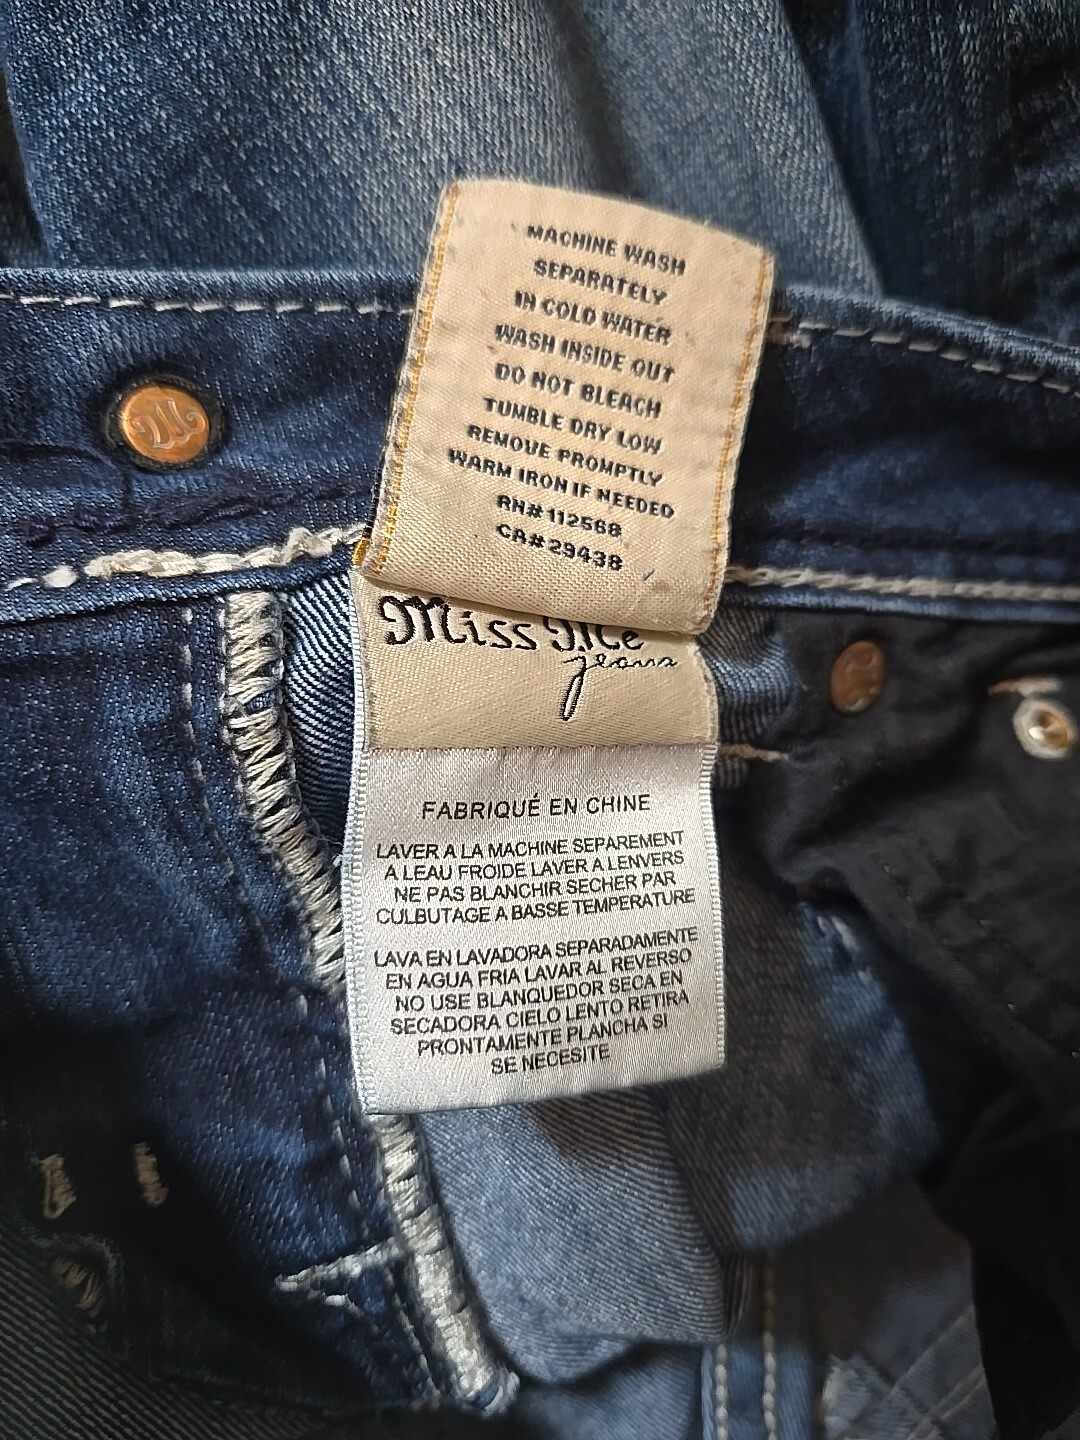 MACHINE WASH
SEPARATELY
IN COLD WATER
WASH INSIDE OUT
DO NOT BLEACH
TUMBLE DRY LOW
REMOVE PROMPTLY
WARM IRON IF NEEDED
RN# 112568
CA# 29438
Miss Me
jeans
FABRIQUÉ EN CHINE
LAVER A LA MACHINE SEPAREMENT
A LEAU FROIDE LAVER A LENVERS
NE PAS BLANCHIR SECHER PAR
CULBUTAGE A BASSE TEMPERATURE
LAVA EN LAVADORA SEPARADAMENTE
EN AGUA FRIA LAVAR AL REVERSO
NO USE BLANQUEDOR SECA EN
SECADORA CIELO LENTO RETIRA
PRONTAMENTE PLANCHA SI
SE NECESITE